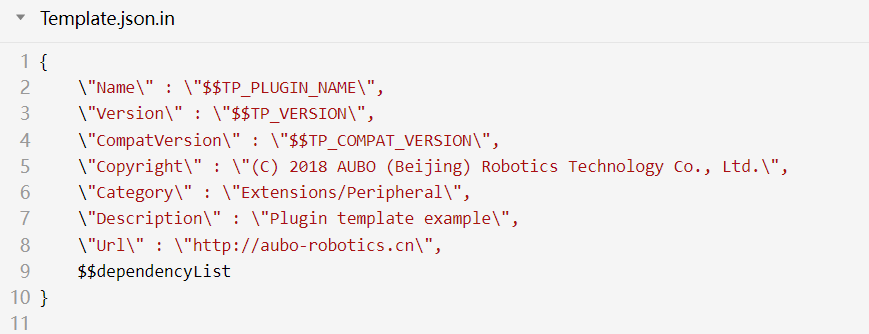 Template.json.in
1 {
2     \"Name\" : \"$$TP_PLUGIN_NAME\",
3     \"Version\" : \"$$TP_VERSION\",
4     \"CompatVersion\" : \"$$TP_COMPAT_VERSION\",
5     \"Copyright\" : \"(C) 2018 AUBO (Beijing) Robotics Technology Co., Ltd.\",
6     \"Category\" : \"Extensions/Peripheral\",
7     \"Description\" : \"Plugin template example\",
8     \"Url\" : \"http://aubo-robotics.cn\",
9     $$dependencyList
10 }
11